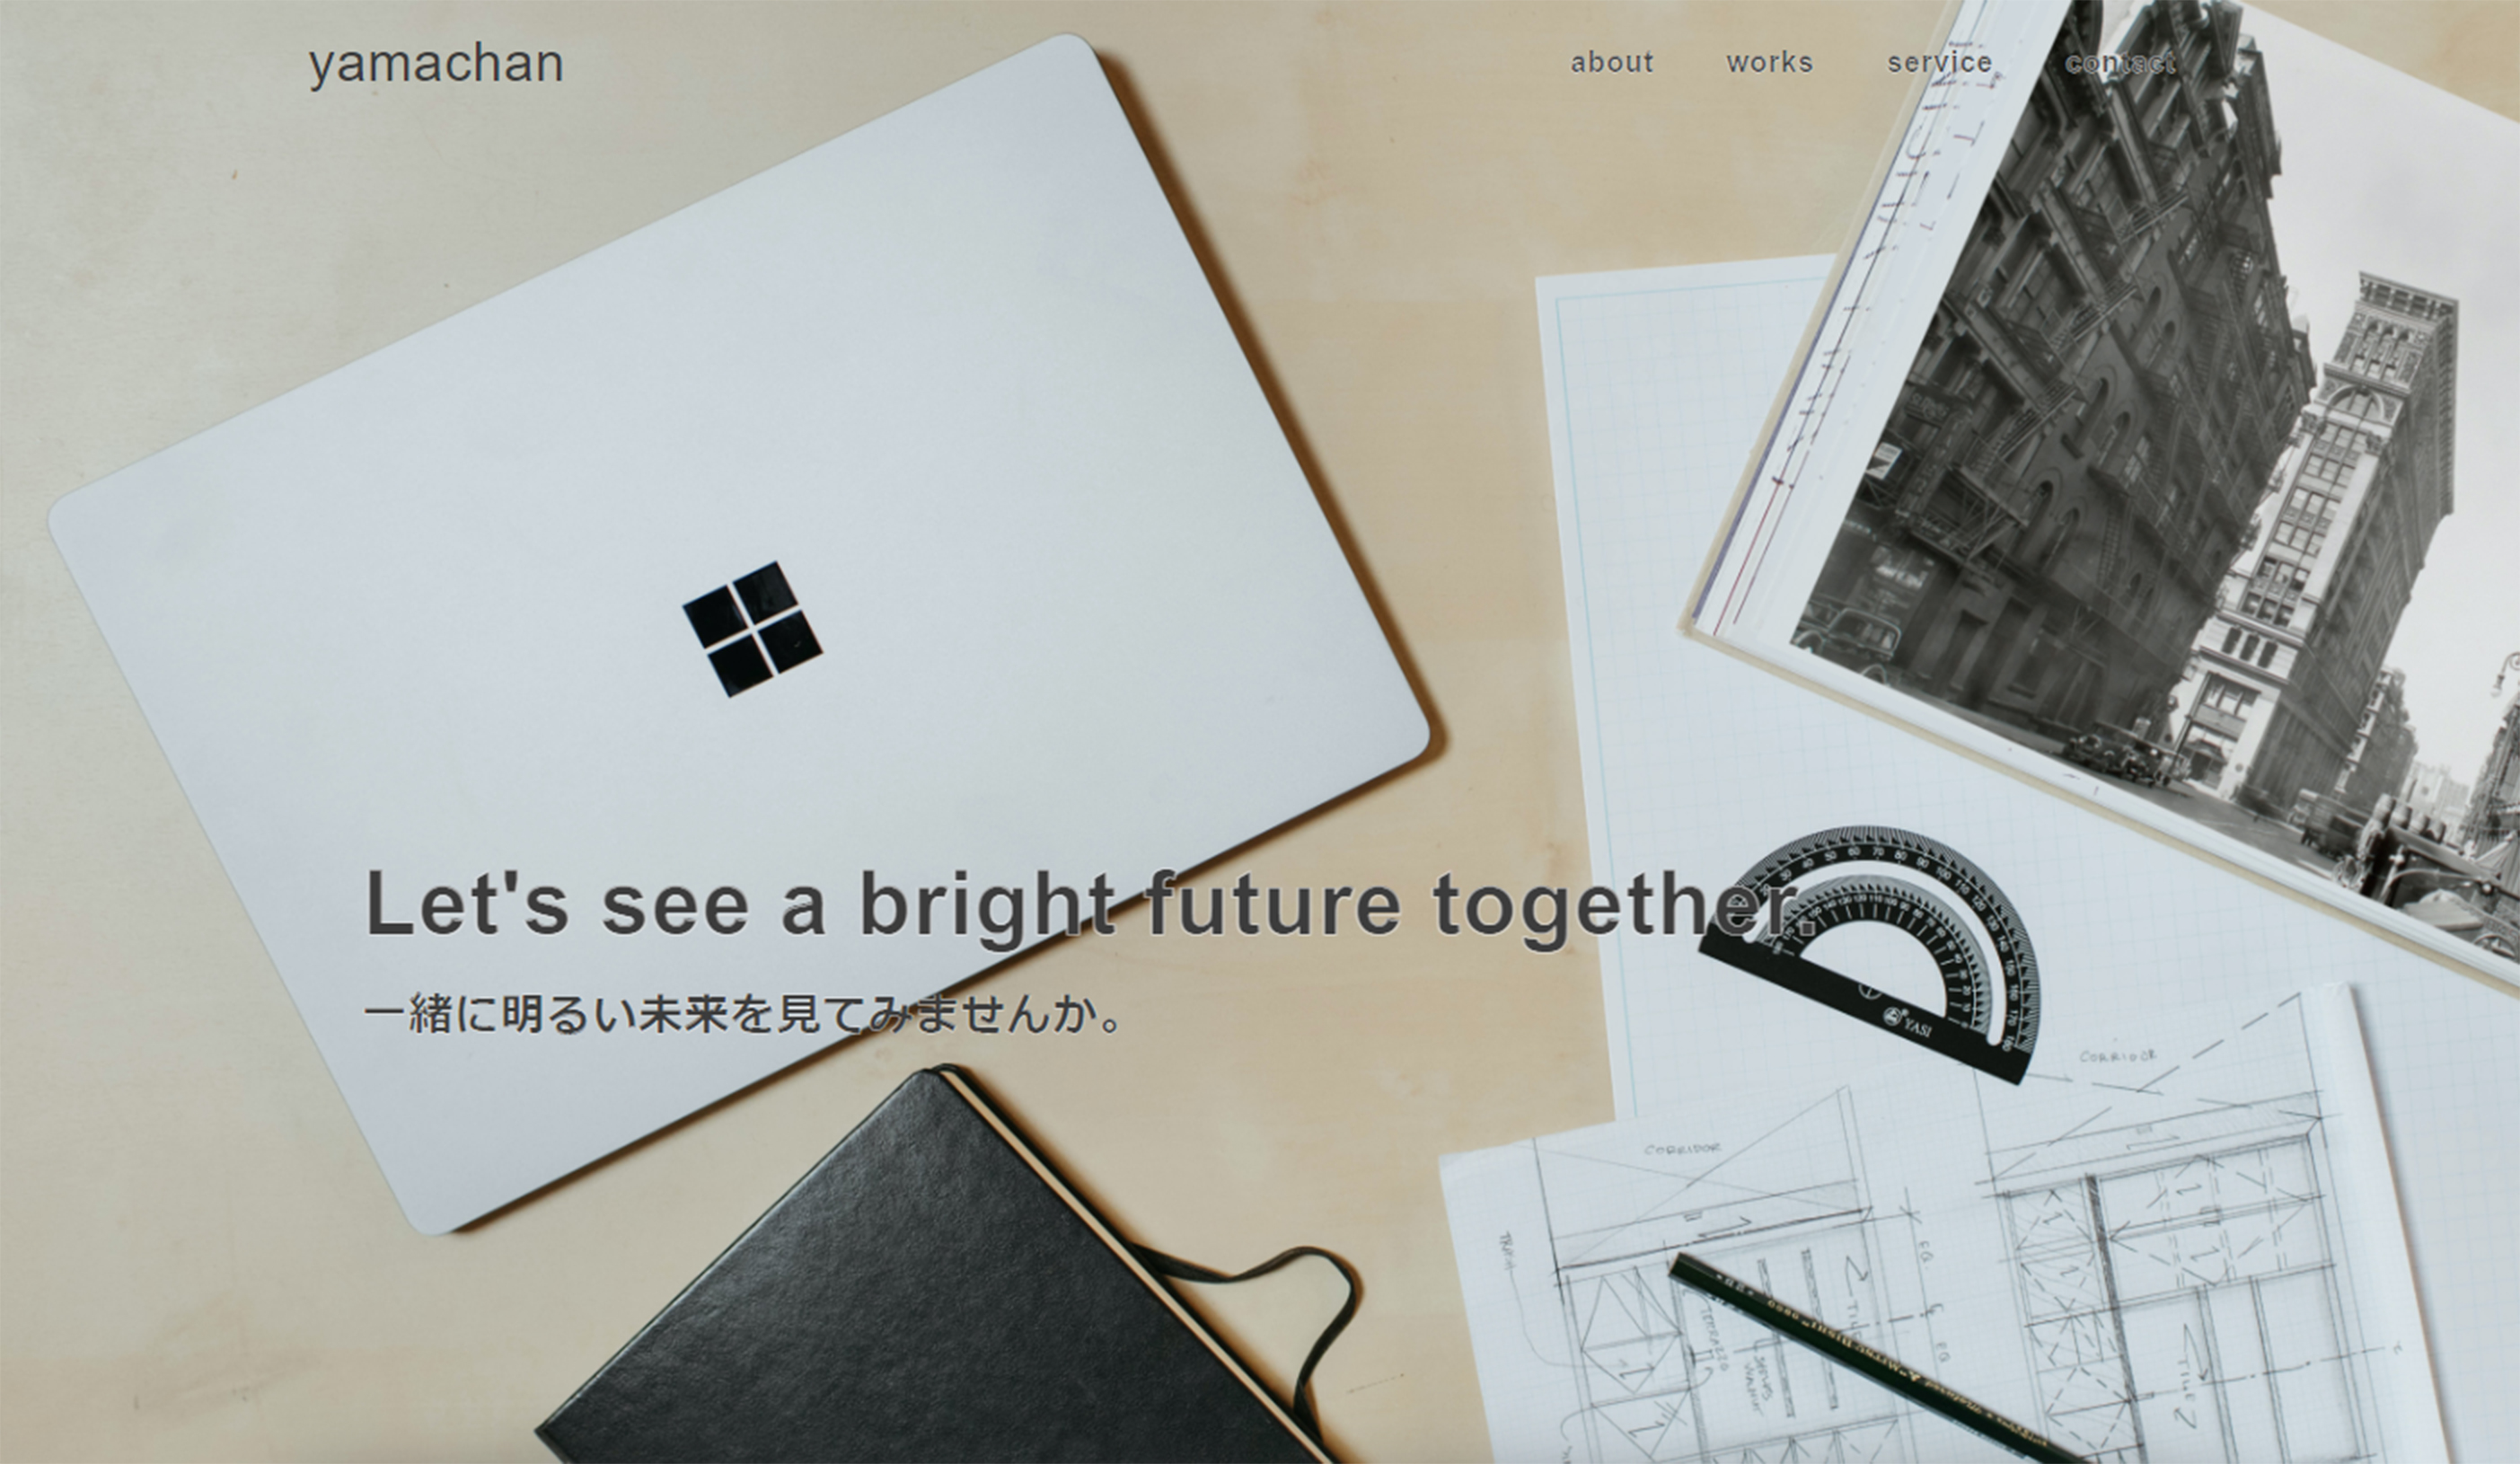 yamachan
about works service contact
Let's see a bright future together.
一緒に明るい未来を見てみませんか。
YASI
CORRIDOR
CORRIDOR
TERRAZZO